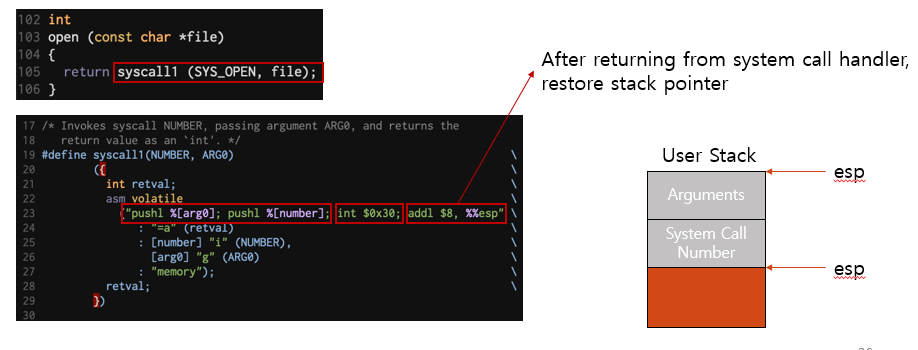 102 int
103 open (const char *file)
104 {
105 return syscall1 (SYS_OPEN, file);
106 }
After returning from system call handler,
restore stack pointer
17 /* Invokes syscall NUMBER, passing argument ARG0, and returns the
18 return value as an `int'. */
19 #define syscall1(NUMBER, ARG0) \
20 ({ \
21 int retval; \
22 asm volatile \
23 ("pushl %[arg0]; pushl %[number]; int $0x30; addl $8, %%esp" \
24 : "=a" (retval) \
25 : [number] "i" (NUMBER), \
26 [arg0] "g" (ARG0) \
27 : "memory"); \
28 retval; \
29 })
30
User Stack
esp
Arguments
System Call
Number
esp